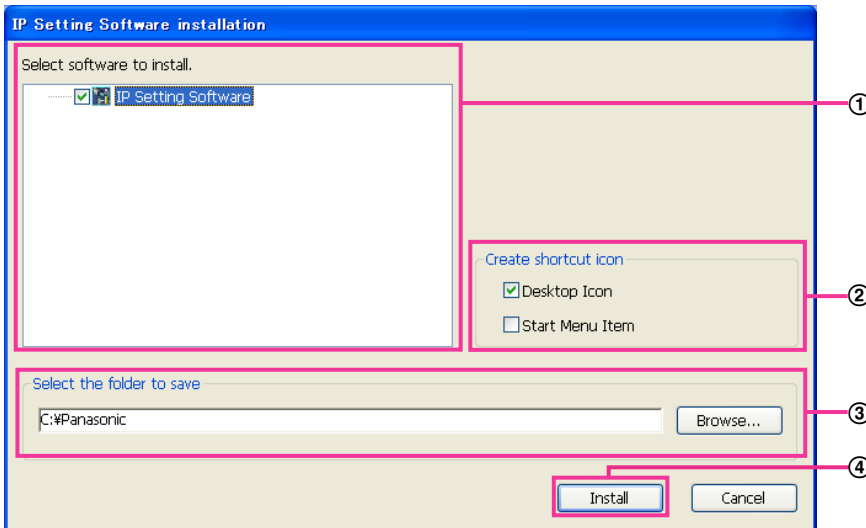 IP Setting Software installation
Select software to install.
IP Setting Software
①
Create shortcut icon
Desktop Icon
②
Start Menu Item
Select the folder to save
C:¥Panasonic
Browse...
③
④
Install
Cancel